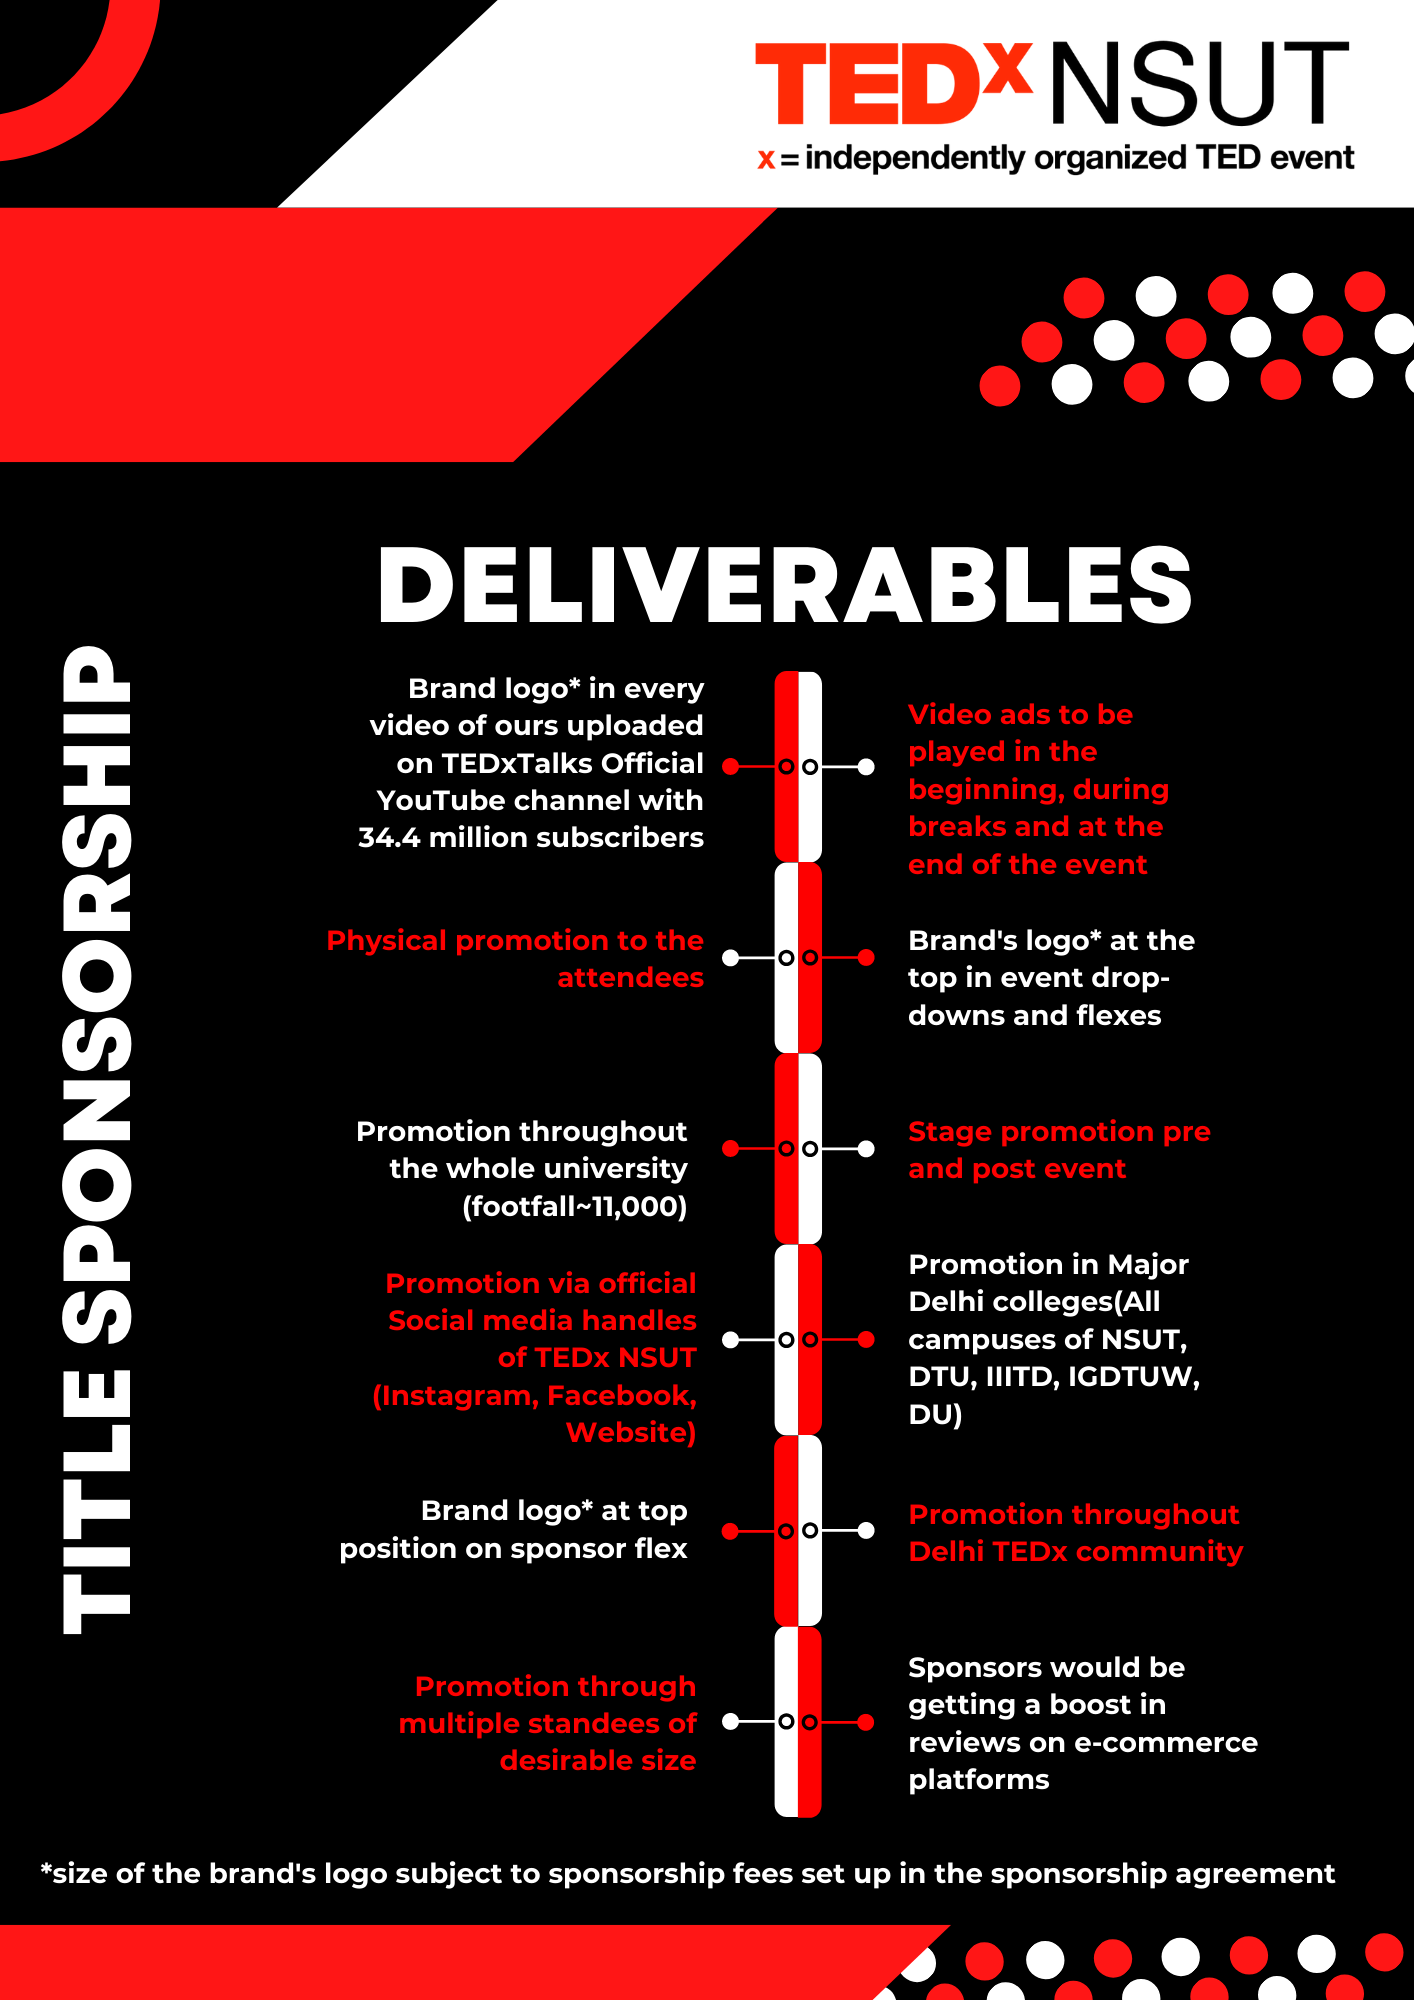 TEDx NSUT
x = independently organized TED event
DELIVERABLES
TITLE SPONSORSHIP
Brand logo* in every
video of ours uploaded
on TEDxTalks Official
YouTube channel with
34.4 million subscribers
Video ads to be
played in the
beginning, during
breaks and at the
end of the event
Physical promotion to the
attendees
Brand's logo* at the
top in event drop-
downs and flexes
Promotion throughout
the whole university
(footfall~11,000)
Stage promotion pre
and post event
Promotion via official
Social media handles
of TEDx NSUT
(Instagram, Facebook,
Website)
Promotion in Major
Delhi colleges(All
campuses of NSUT,
DTU, IIITD, IGDTUW,
DU)
Brand logo* at top
position on sponsor flex
Promotion throughout
Delhi TEDx community
Promotion through
multiple standees of
desirable size
Sponsors would be
getting a boost in
reviews on e-commerce
platforms
*size of the brand's logo subject to sponsorship fees set up in the sponsorship agreement